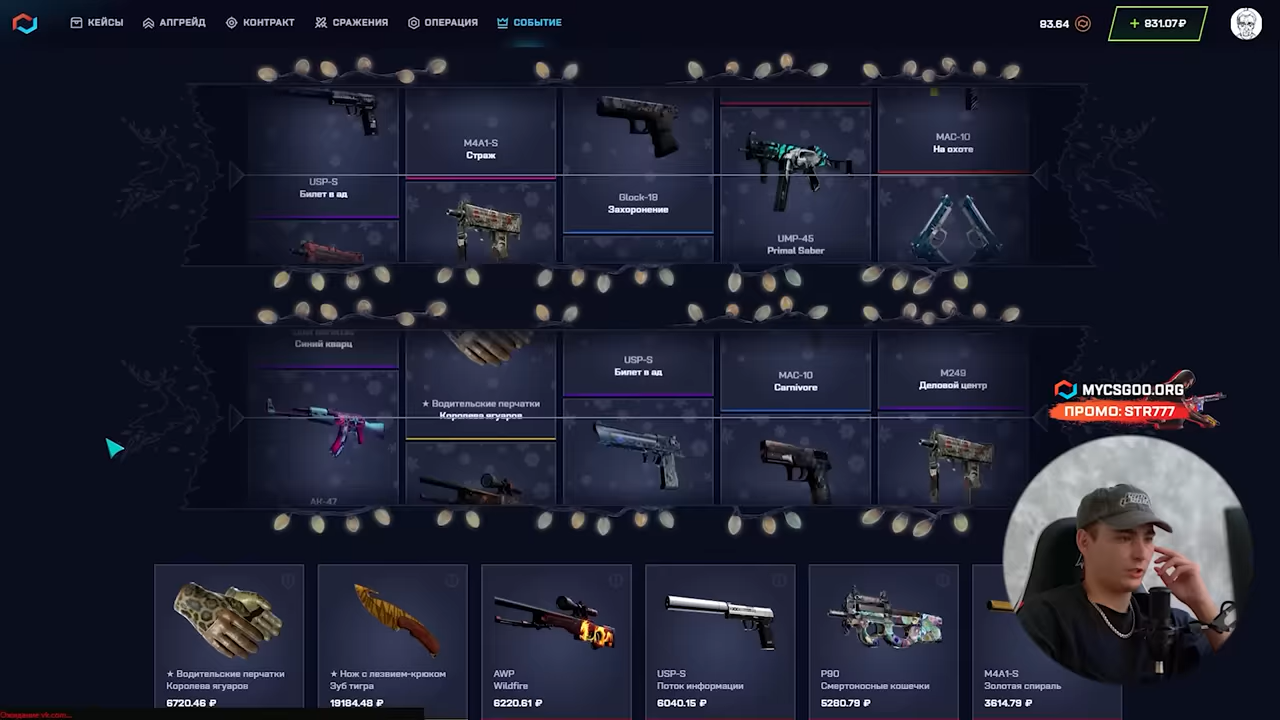 КЕЙСЫ
АПГРЕЙД
КОНТРАКТ
СРАЖЕНИЯ
ОПЕРАЦИЯ
СОБЫТИЕ
83.64
+ 831.07 ₽
USP-S
Билет в ад
M4A1-S
Страж
Glock-18
Захоронение
UMP-45
Primal Saber
MAC-10
На охоте
Синий кварц
AK-47
★ Водительские перчатки
Королева ягуаров
USP-S
Билет в ад
MAC-10
Carnivore
M249
Деловой центр
MYCSGOO.ORG
ПРОМО: STR777
★ Водительские перчатки
Королева ягуаров
6720.46 ₽
★ Нож с лезвием-крюком
Зуб тигра
19184.48 ₽
AWP
Wildfire
6220.61 ₽
USP-S
Поток информации
6040.15 ₽
P90
Смертоносные кошечки
5280.79 ₽
M4A1-S
Золотая спираль
3614.79 ₽
Ожидание vk.com...